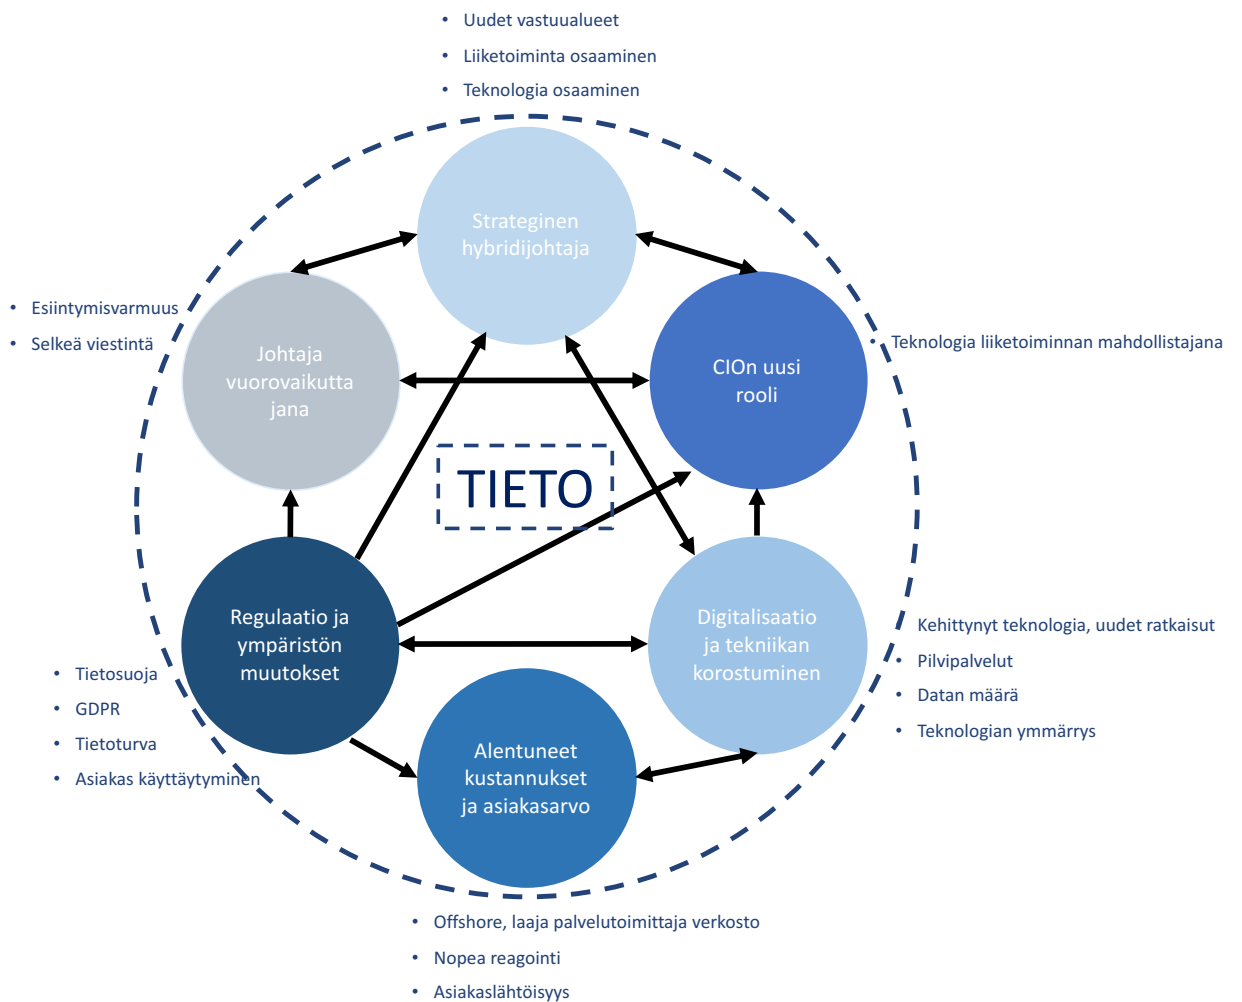 • Uudet vastuualueet
• Liiketoiminta osaaminen
• Teknologia osaaminen
Strateginen
hybridijohtaja
• Esiintymisvarmuus
• Selkeä viestintä
Johtaja
vuorovaikutta
jana
CIOn uusi
rooli
• Teknologia liiketoiminnan mahdollistajana
TIETO
Regulaatio ja
ympäristön
muutokset
• Tietosuoja
• GDPR
• Tietoturva
• Asiakas käyttäytyminen
Digitalisaatio
ja tekniikan
korostuminen
• Kehittynyt teknologia, uudet ratkaisut
• Pilvipalvelut
• Datan määrä
• Teknologian ymmärrys
Alentuneet
kustannukset
ja asiakasarvo
• Offshore, laaja palvelutoimittaja verkosto
• Nopea reagointi
• Asiakaslähtöisyys